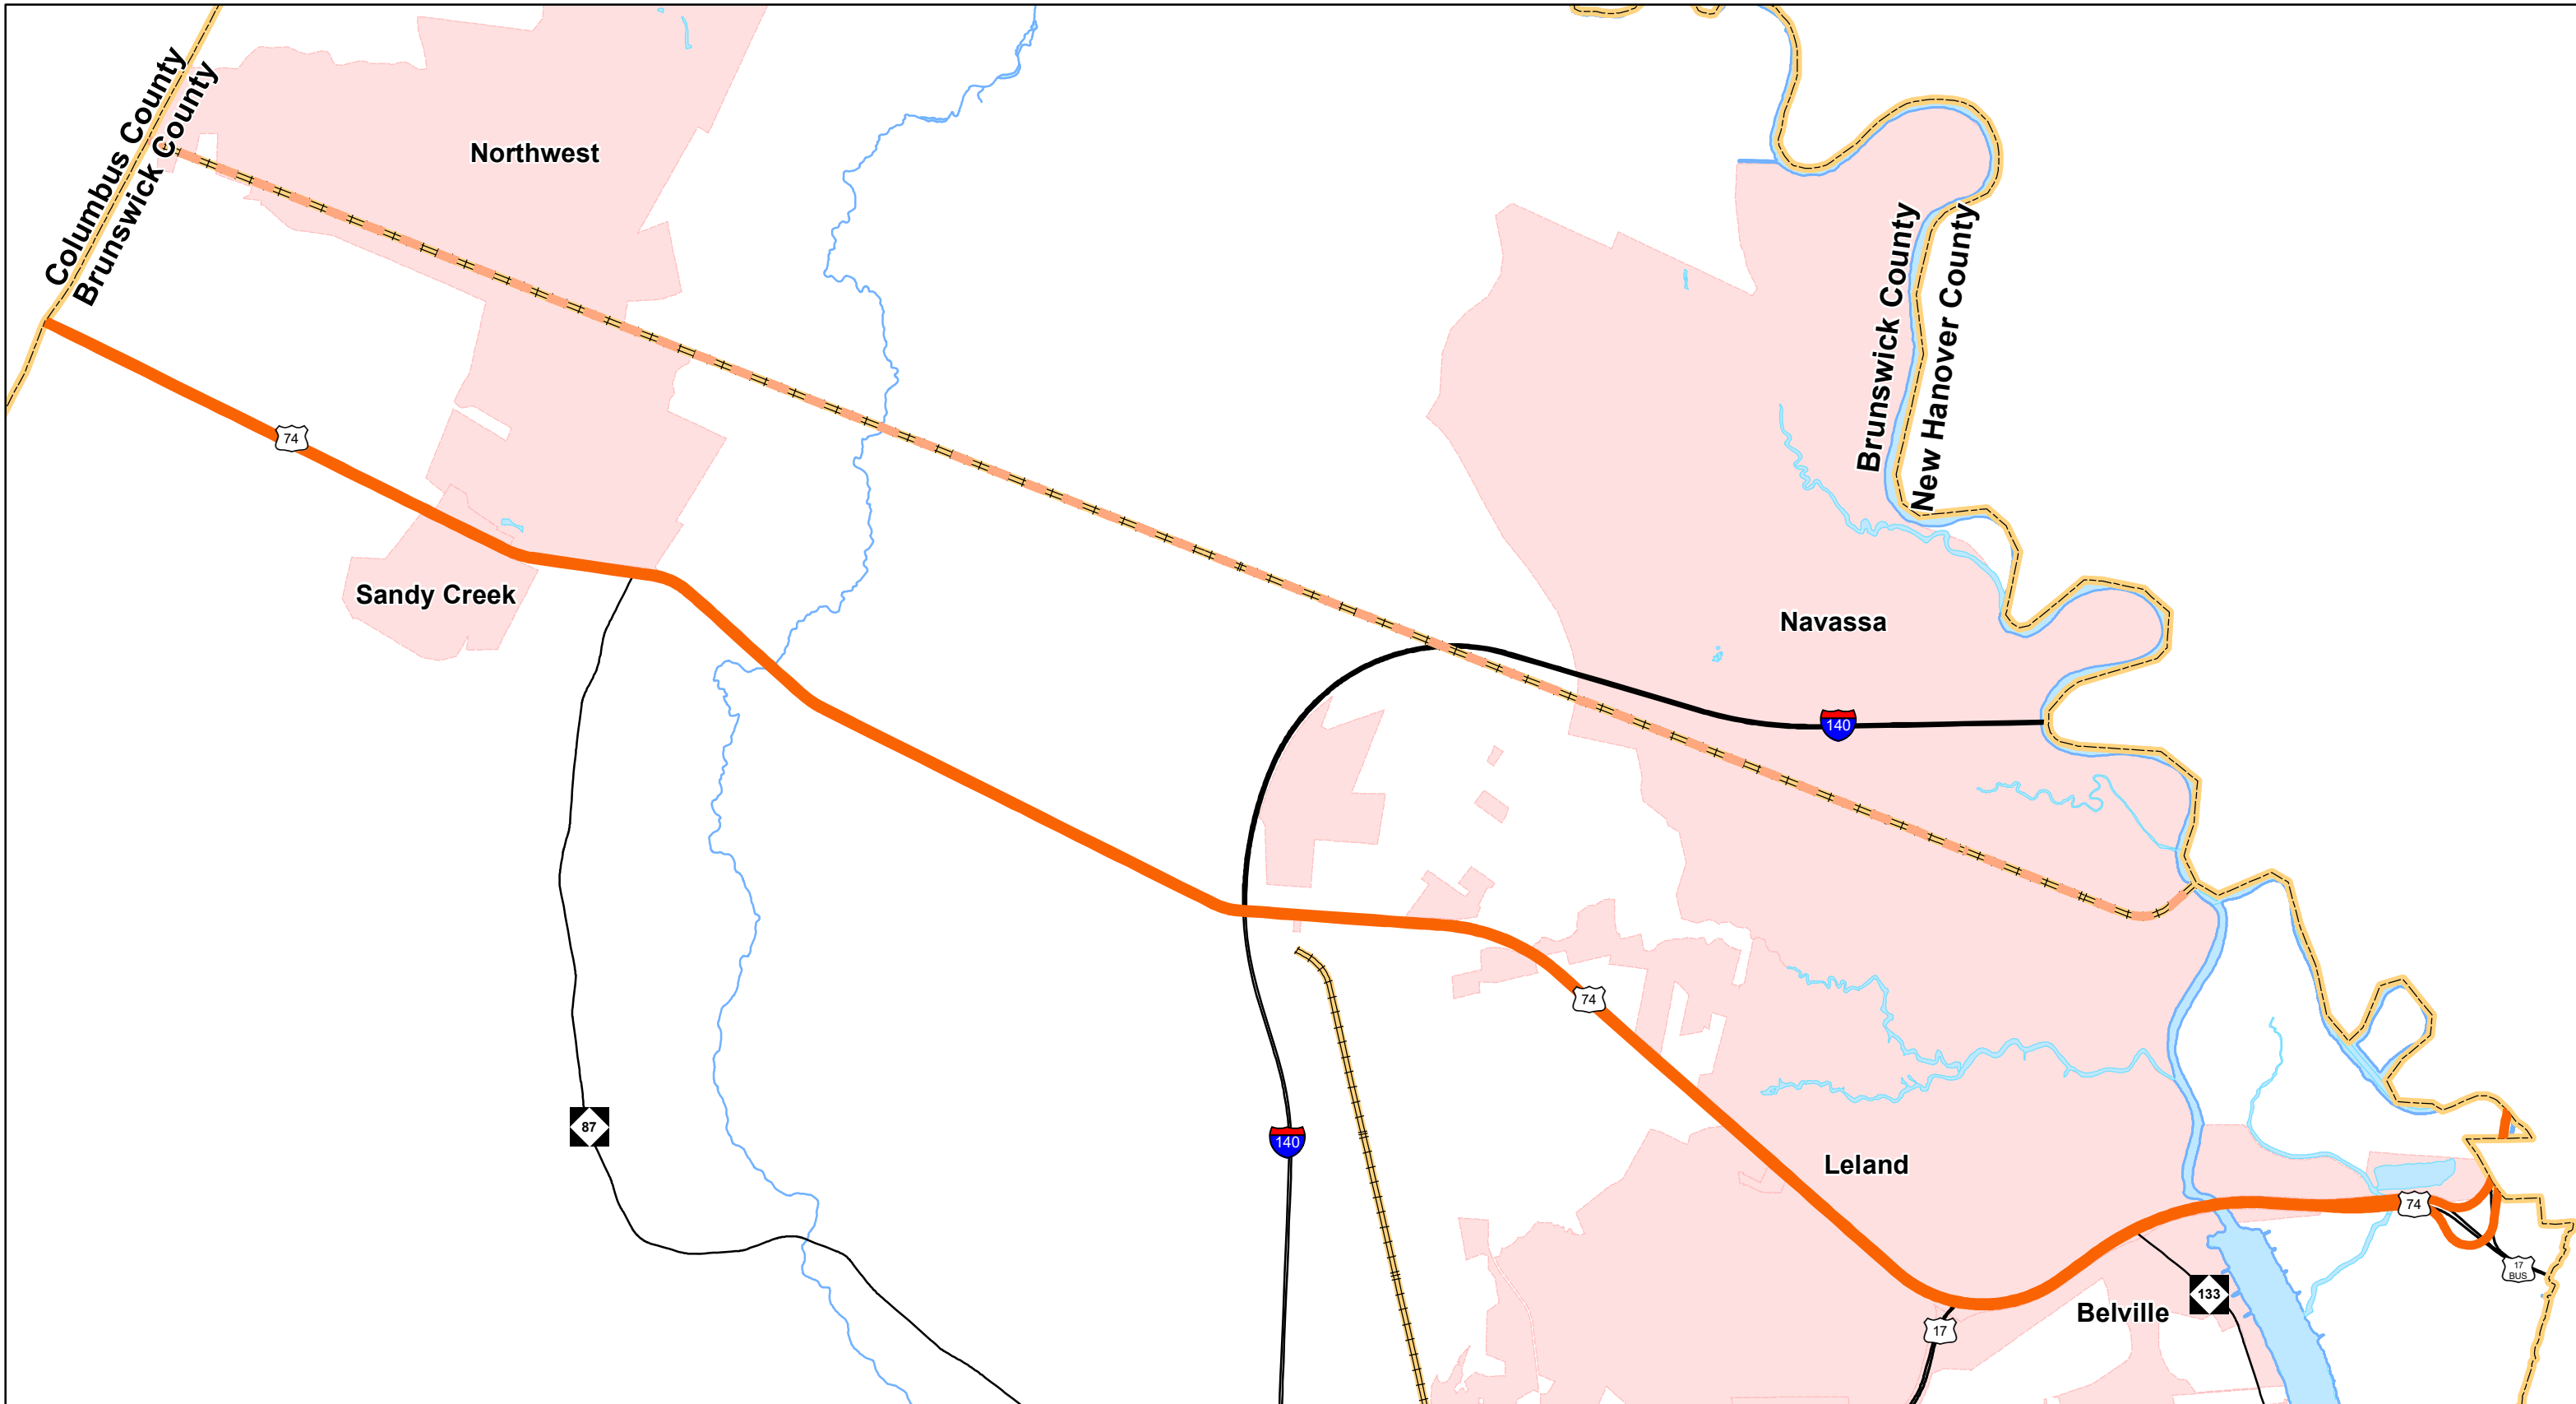 Columbus County
Brunswick County
Northwest
Brunswick County
New Hanover County
74
Sandy Creek
Navassa
140
74
87
140
Leland
74
17
BUS
133
Belville
17